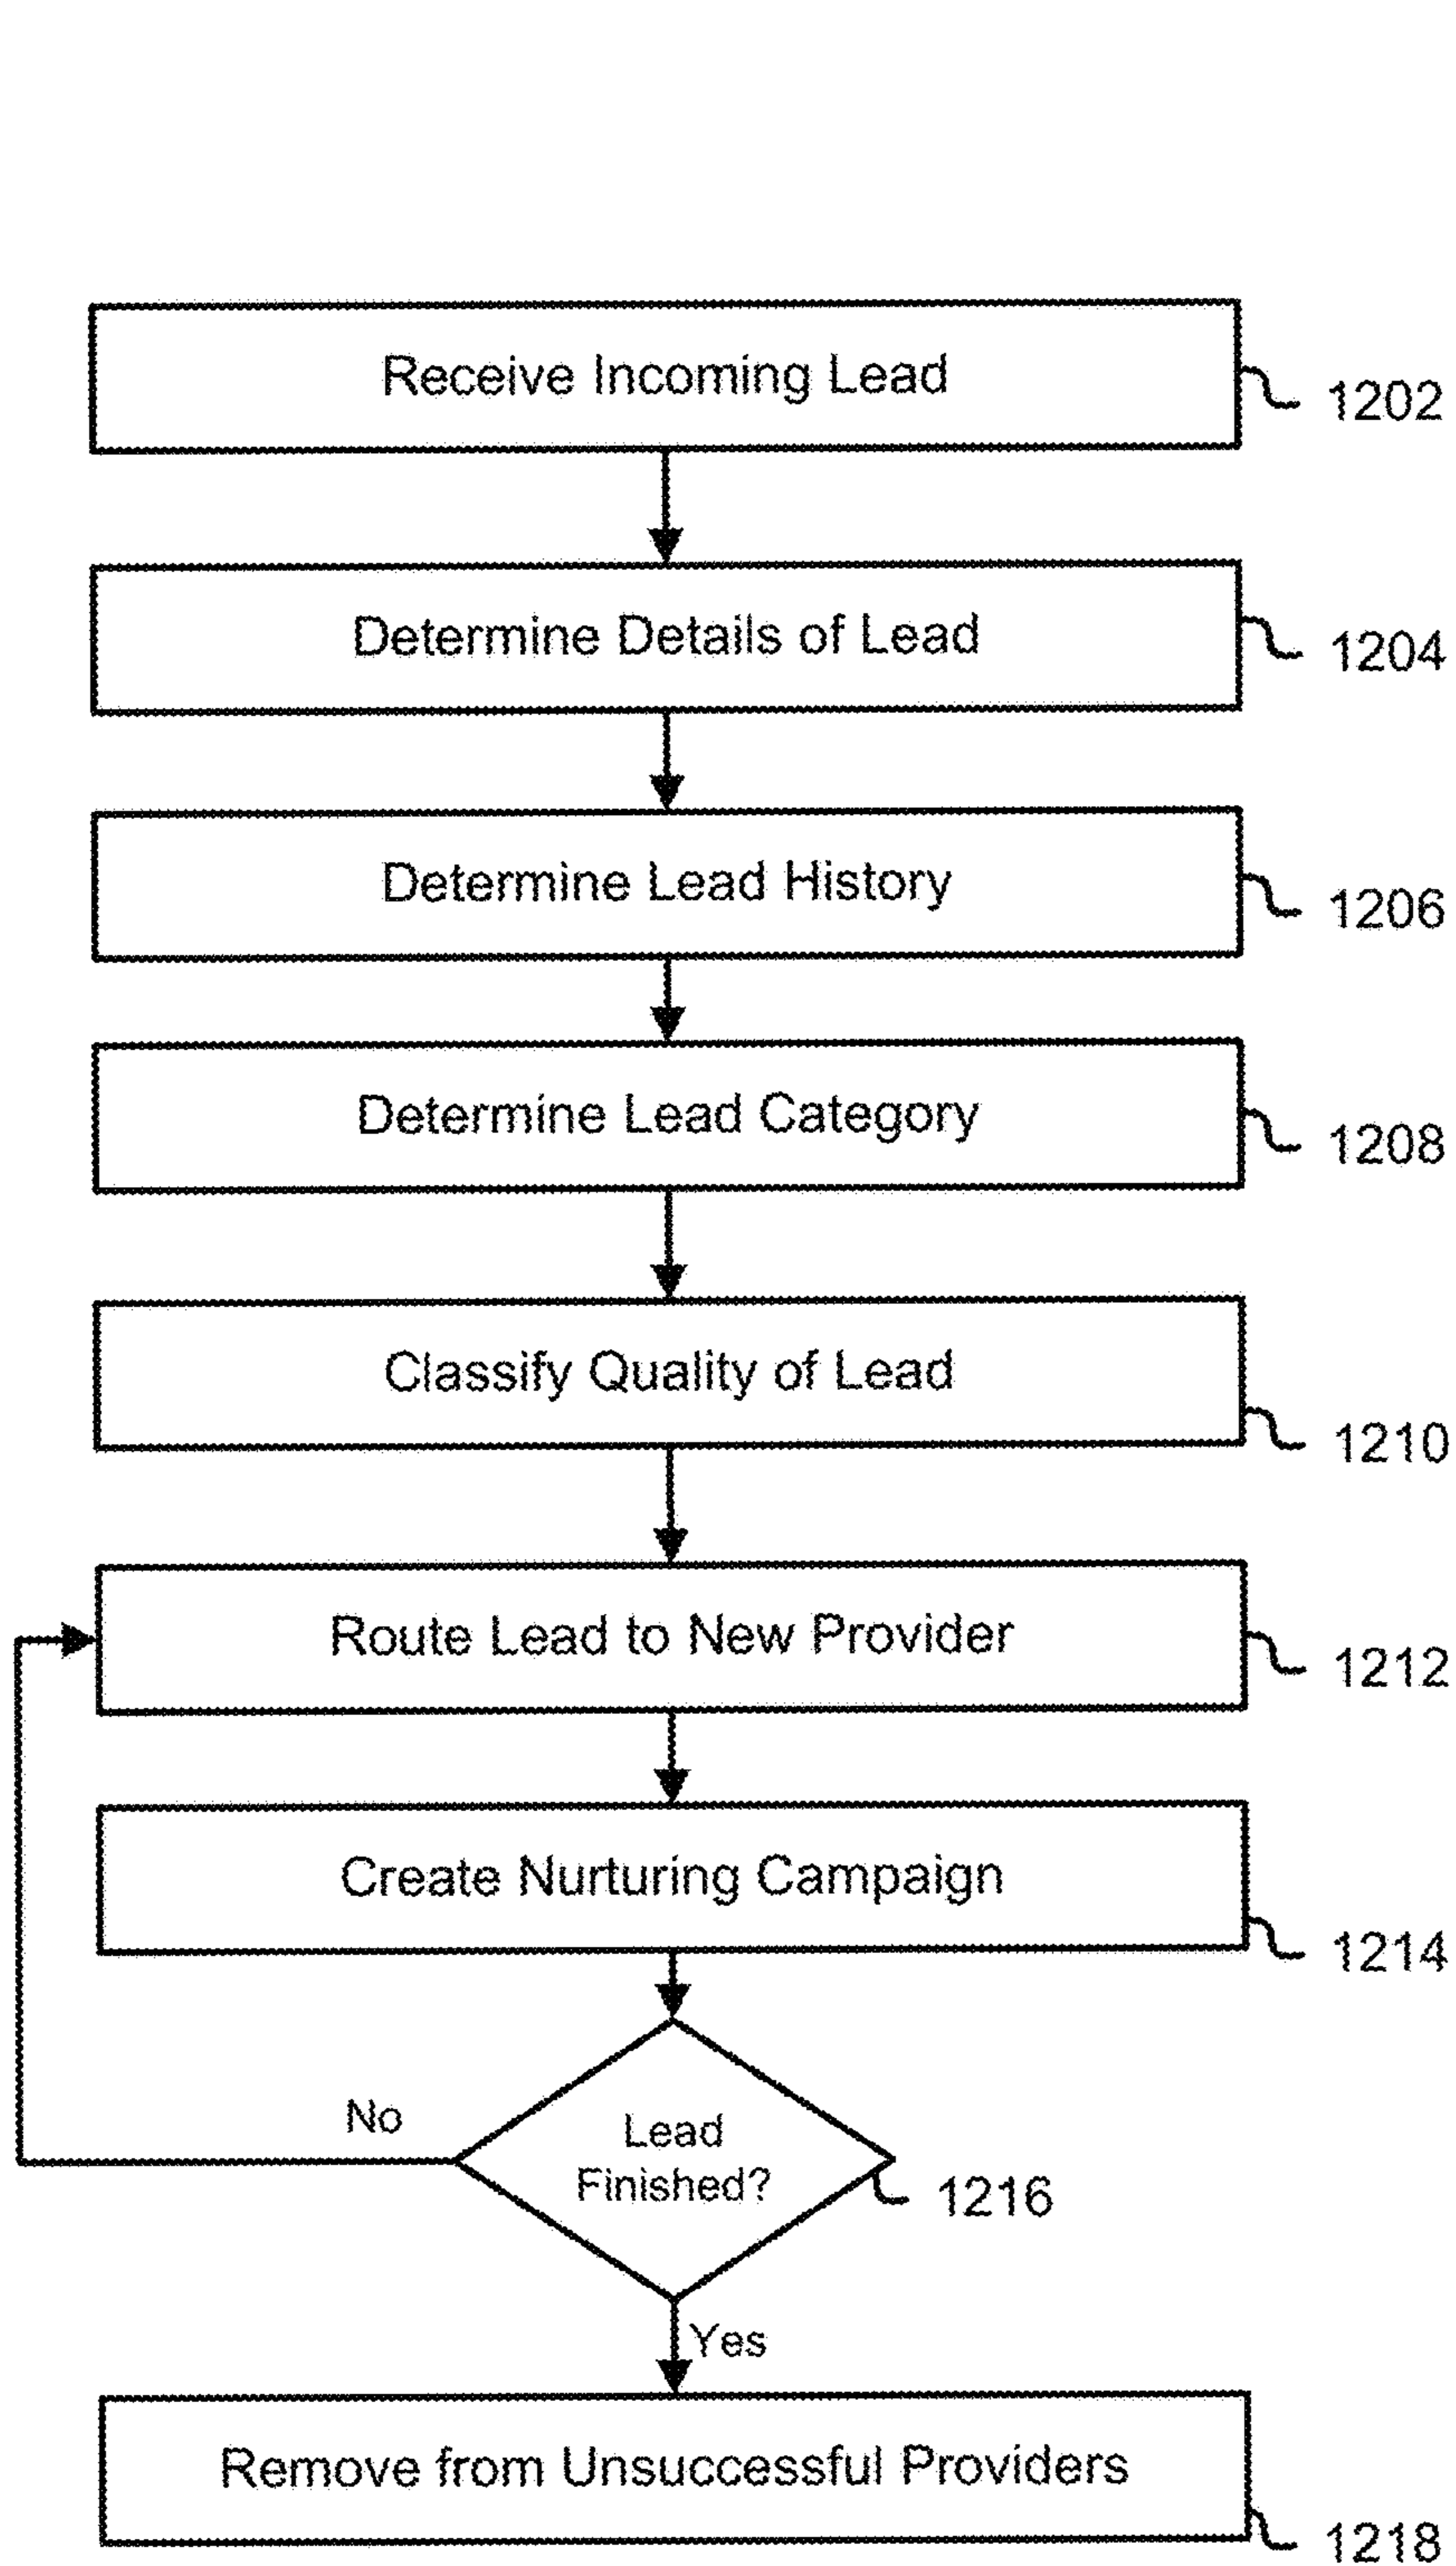 Receive Incoming Lead
1202
Determine Details of Lead
1204
Determine Lead History
1206
Determine Lead Category
1208
Classify Quality of Lead
1210
Route Lead to New Provider
1212
Create Nurturing Campaign
1214
No
Lead
Finished?
1216
Yes
Remove from Unsuccessful Providers
1218